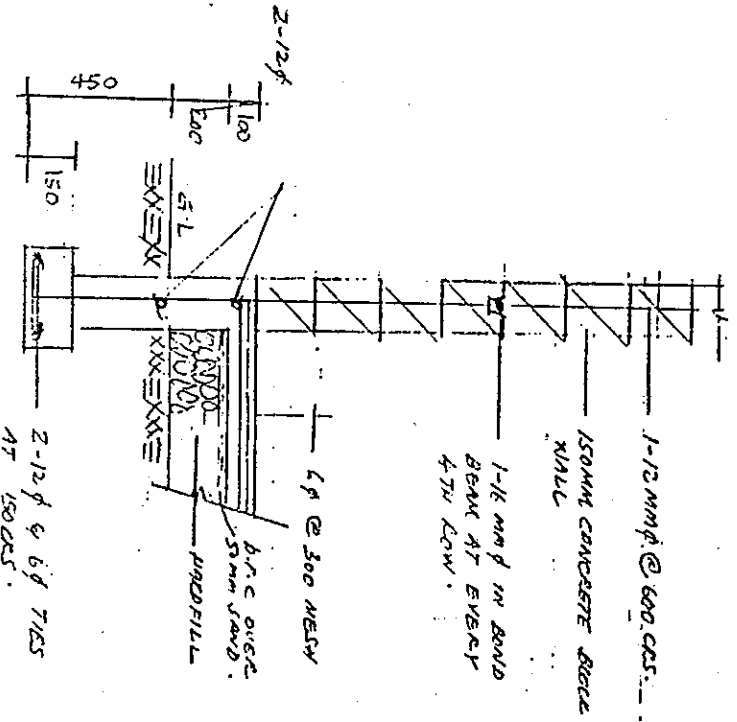 1-12 MMϕ @ 600 CRS.
150MM CONCRETE BLOCK
WALL
1-16 MM ϕ IN BOND
BEAM AT EVERY
4TH ROW.
6ϕ @ 300 MESH
D.P.C OVER
50MM SAND.
HARDFILL
2-12ϕ & 6ϕ TIES
AT 150 CRS.
2-12ϕ
G.L
100
200
450
150